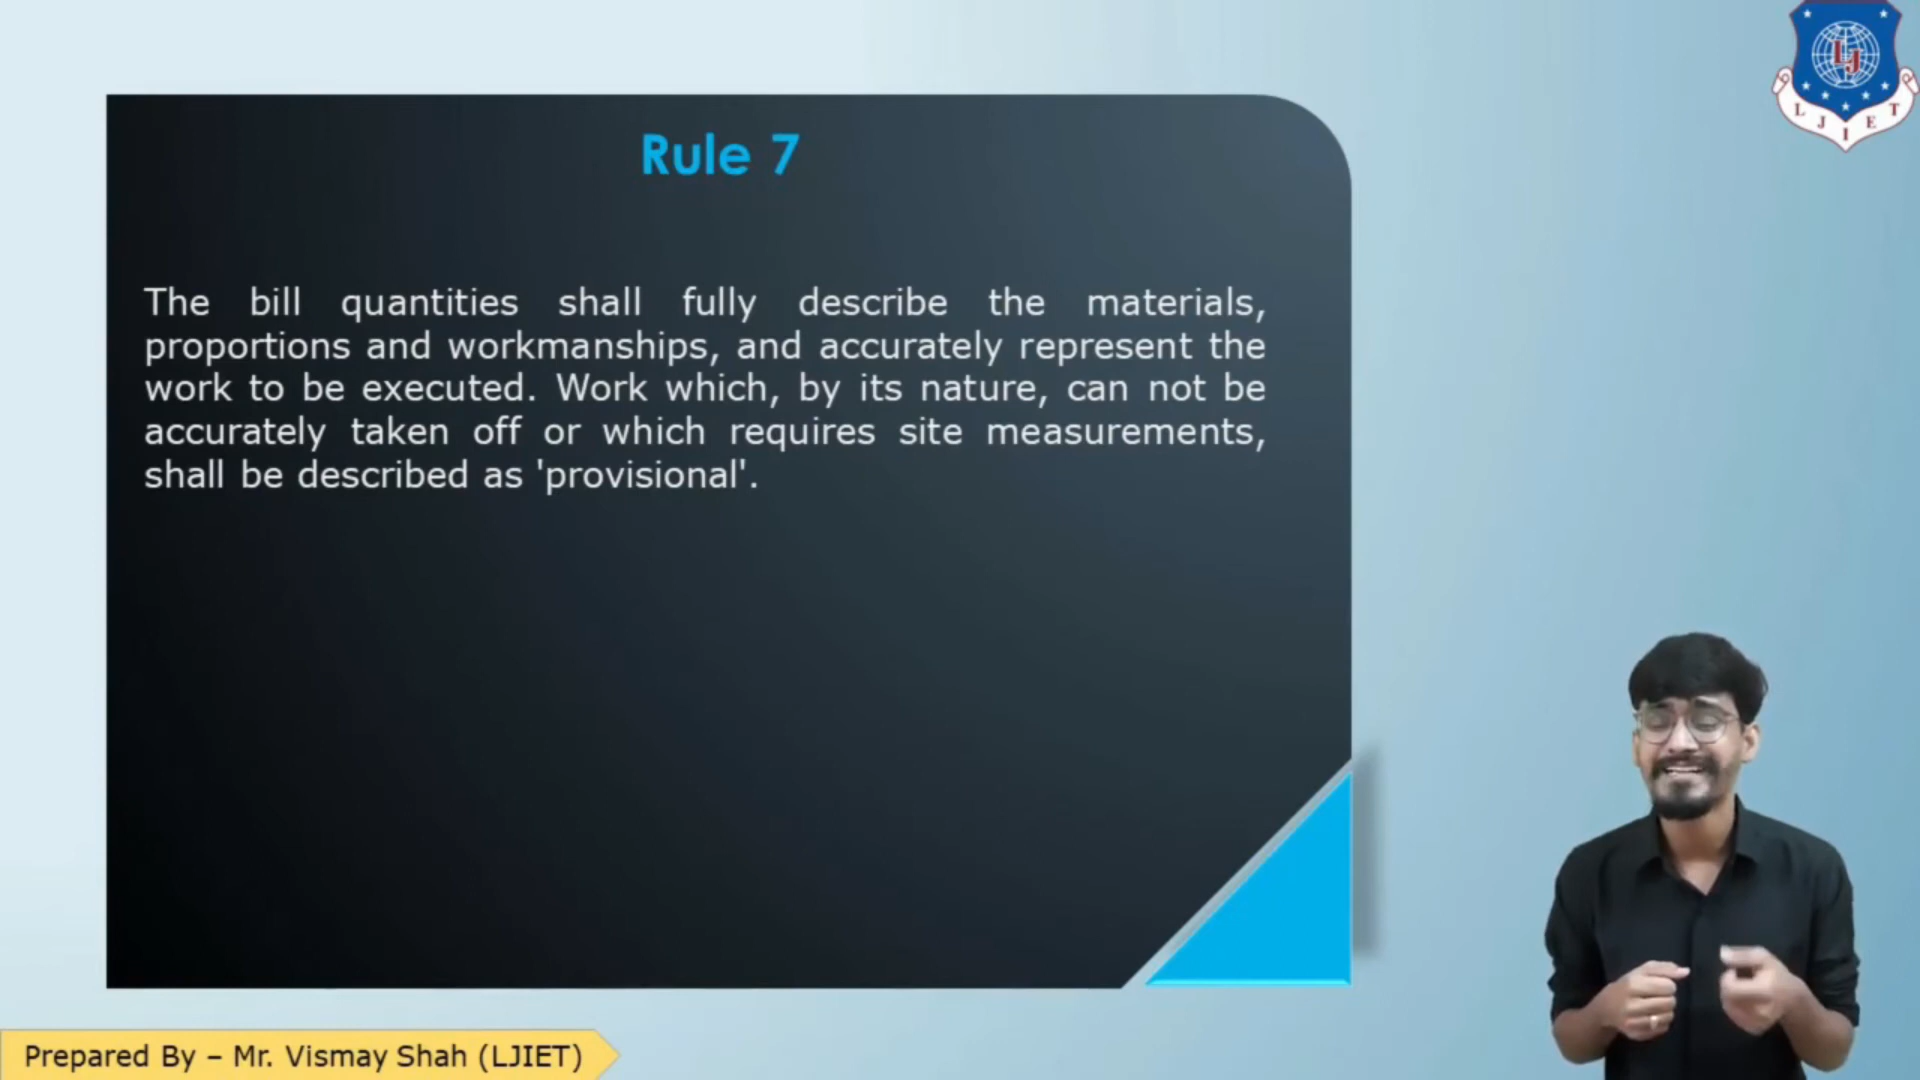 Rule 7
The bill quantities shall fully describe the materials,
proportions and workmanships, and accurately represent the
work to be executed. Work which, by its nature, can not be
accurately taken off or which requires site measurements,
shall be described as 'provisional'.
LJ
L J I E T
Prepared By – Mr. Vismay Shah (LJIET)